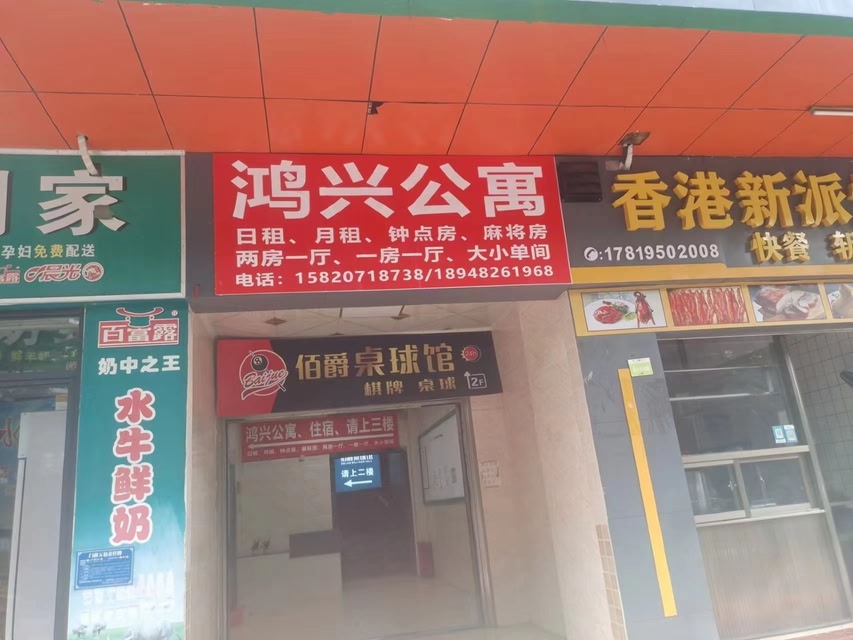 家
孕妇免费配送
晨光
百富露
奶中之王
水牛鲜奶
鸿兴公寓
日租、月租、钟点房、麻将房
两房一厅、一房一厅、大小单间
电话：15820718738/18948261968
Baijue
佰爵桌球馆
24h
棋牌 桌球
2F
鸿兴公寓、住宿、请上三楼
请上二楼
香港新派
17819502008
快餐